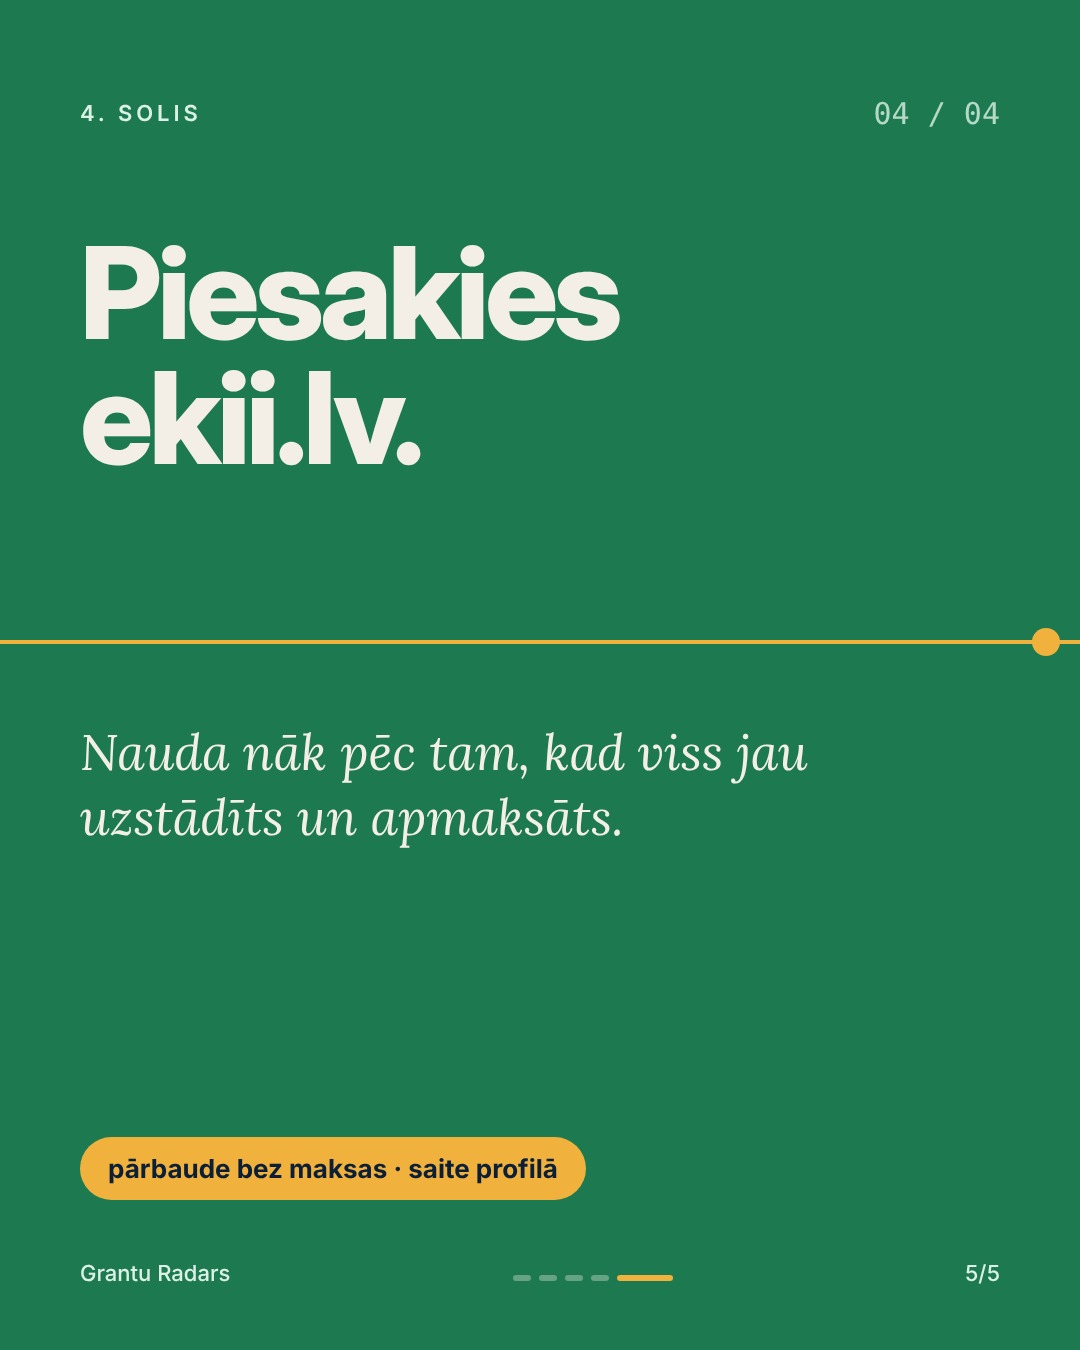 4. SOLIS
04 / 04
Piesakies
ekii.lv.
Nauda nāk pēc tam, kad viss jau
uzstādīts un apmaksāts.
pārbaude bez maksas · saite profilā
Grantu Radars
5/5